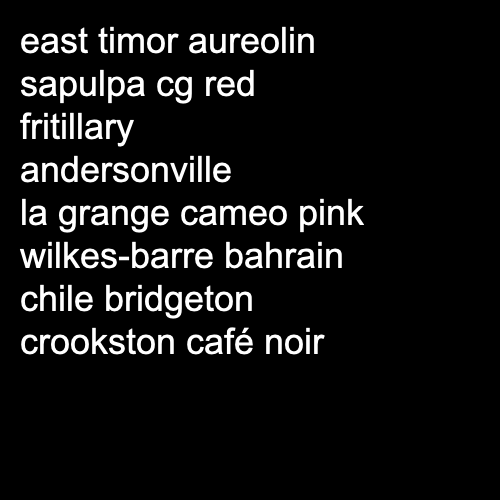 east timor aureolin
sapulpa cg red
fritillary
andersonville
la grange cameo pink
wilkes-barre bahrain
chile bridgeton
crookston café noir